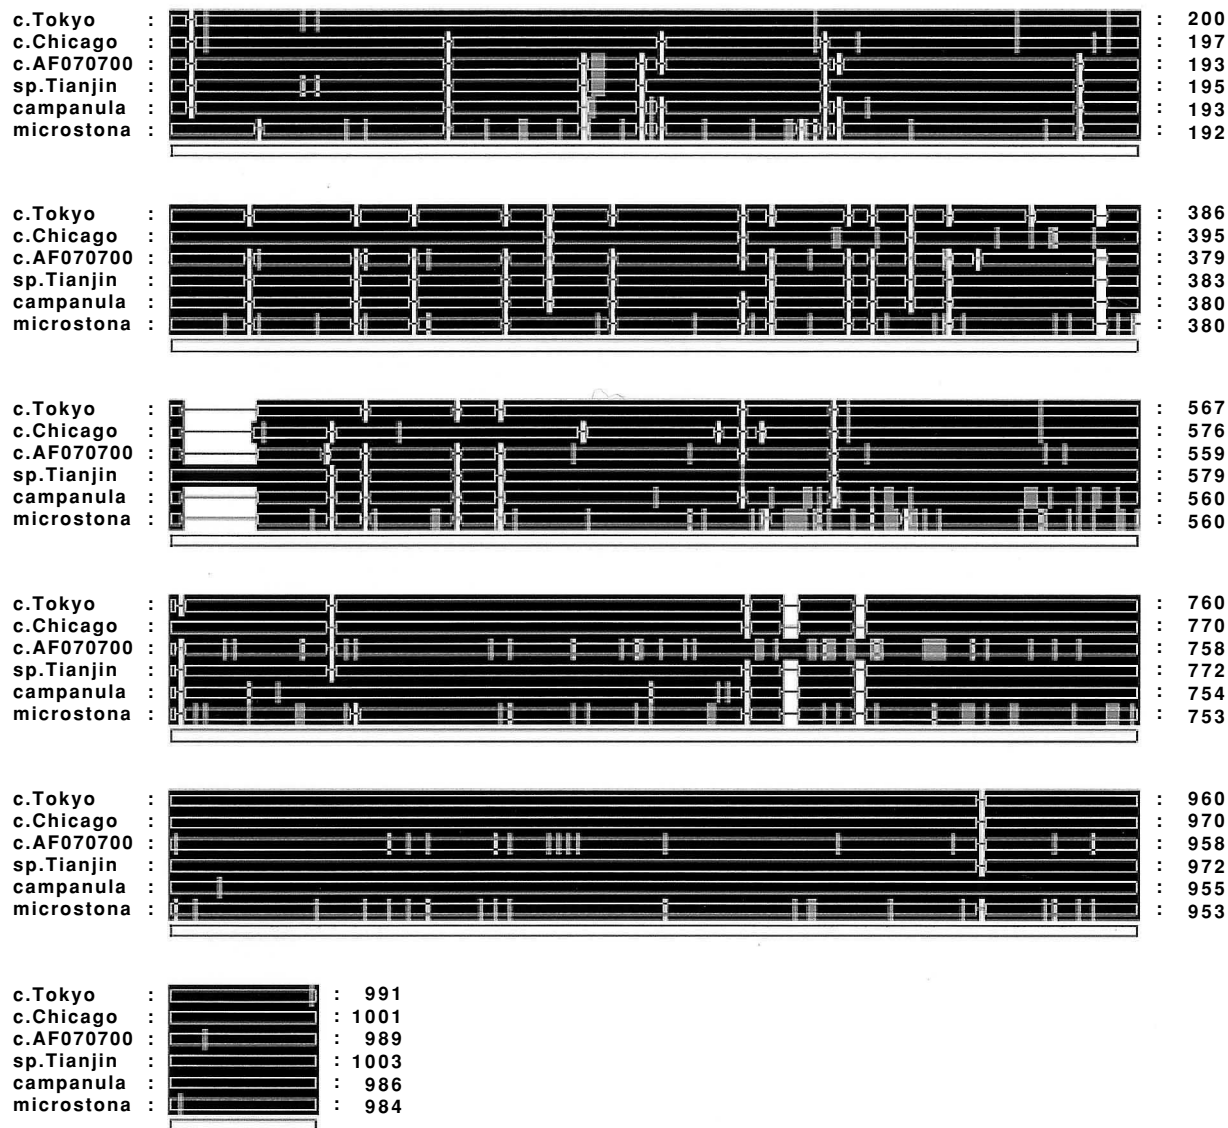 c.Tokyo : : 200
c.Chicago : : 197
c.AF070700 : : 193
sp.Tianjin : : 195
campanula : : 193
microstona : : 192
c.Tokyo : : 386
c.Chicago : : 395
c.AF070700 : : 379
sp.Tianjin : : 383
campanula : : 380
microstona : : 380
c.Tokyo : : 567
c.Chicago : : 576
c.AF070700 : : 559
sp.Tianjin : : 579
campanula : : 560
microstona : : 560
c.Tokyo : : 760
c.Chicago : : 770
c.AF070700 : : 758
sp.Tianjin : : 772
campanula : : 754
microstona : : 753
c.Tokyo : : 960
c.Chicago : : 970
c.AF070700 : : 958
sp.Tianjin : : 972
campanula : : 955
microstona : : 953
c.Tokyo : : 991
c.Chicago : : 1001
c.AF070700 : : 989
sp.Tianjin : : 1003
campanula : : 986
microstona : : 984